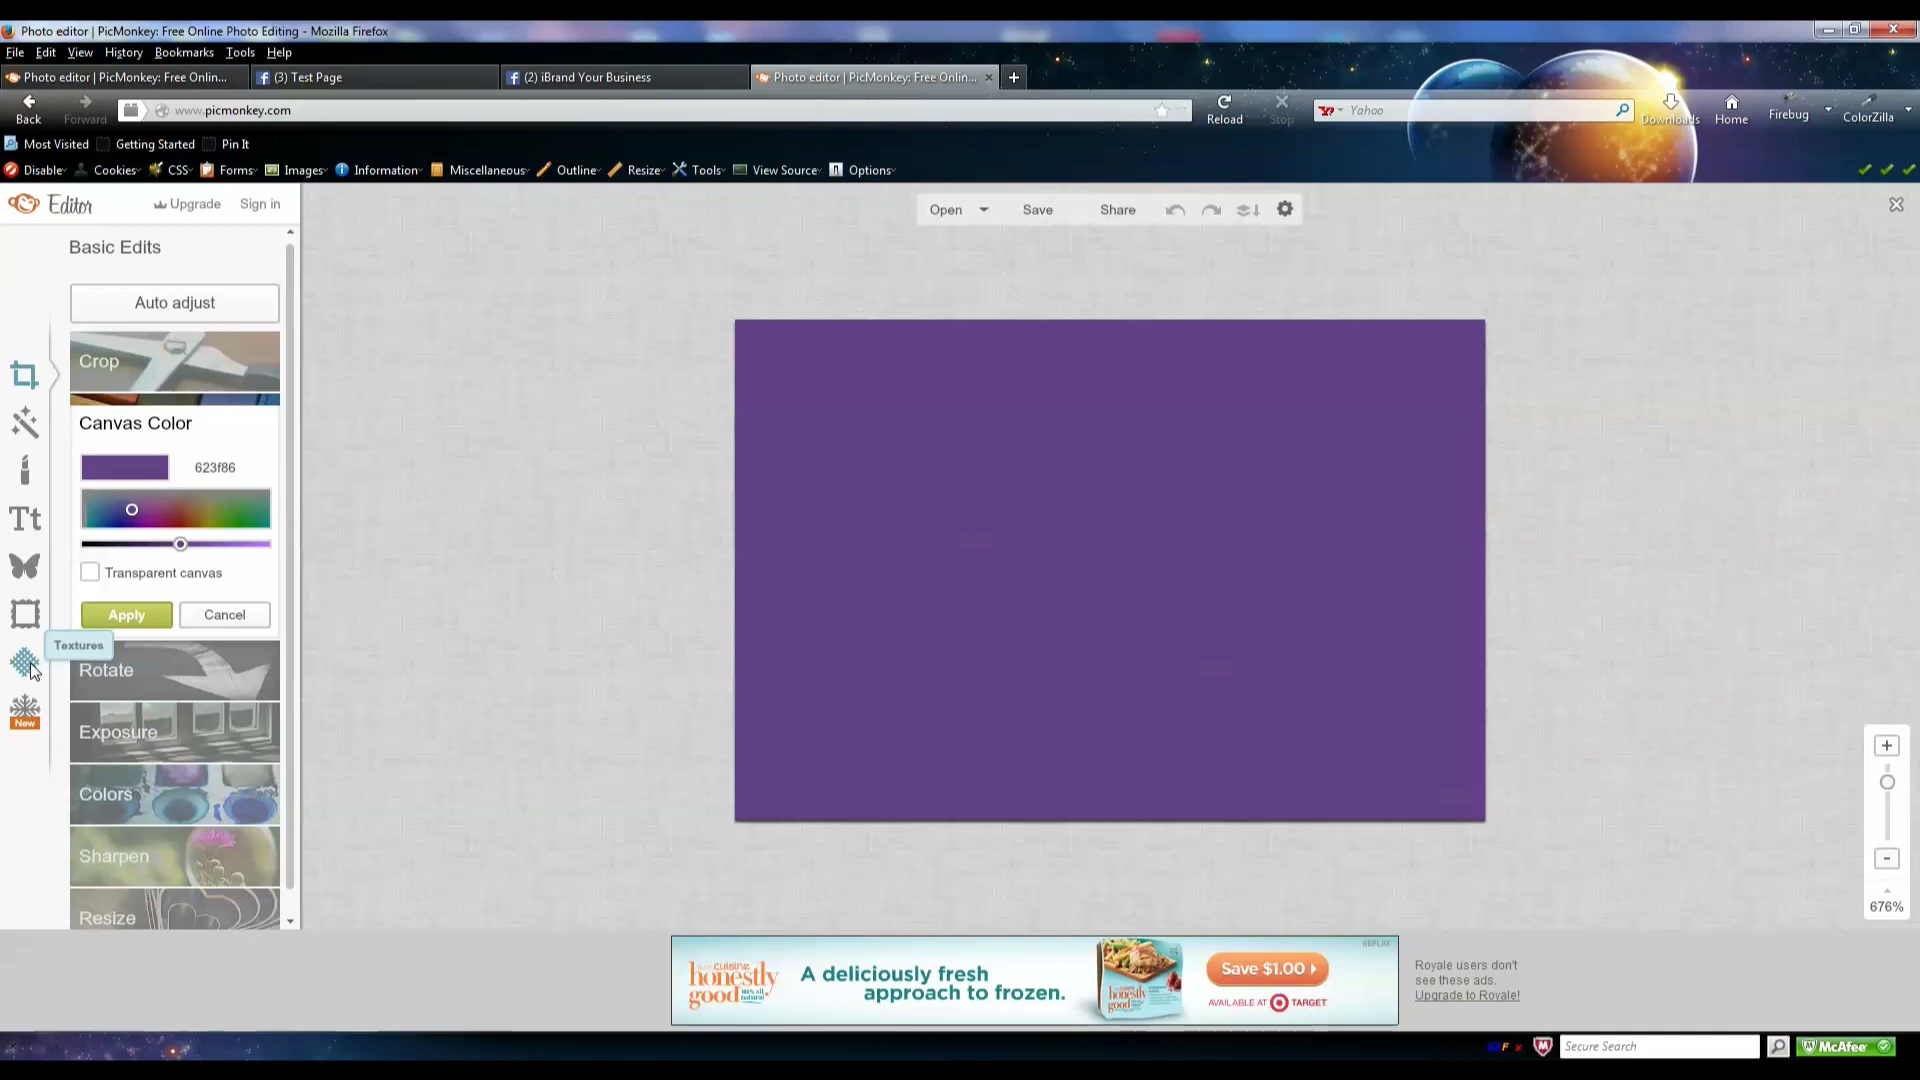 Photo editor | PicMonkey: Free Online Photo Editing - Mozilla Firefox
File Edit View History Bookmarks Tools Help
Photo editor | PicMonkey: Free Onlin... (3) Test Page (2) iBrand Your Business Photo editor | PicMonkey: Free Onlin...
Back Forward www.picmonkey.com Reload Stop Yahoo Downloads Home Firebug ColorZilla
Most Visited Getting Started Pin It
Disable Cookies CSS Forms Images Information Miscellaneous Outline Resize Tools View Source Options
Editor Upgrade Sign in
Open Save Share
Basic Edits
Auto adjust
Crop
Canvas Color
623f86
Transparent canvas
Apply Cancel
Textures
Rotate
New
Exposure
Colors
Sharpen
Resize
676%
cuisine
honestly
good
A deliciously fresh
approach to frozen.
honestly
good
Save $1.00
AVAILABLE AT TARGET
REPLAY
Royale users don't
see these ads.
Upgrade to Royale!
Secure Search
McAfee